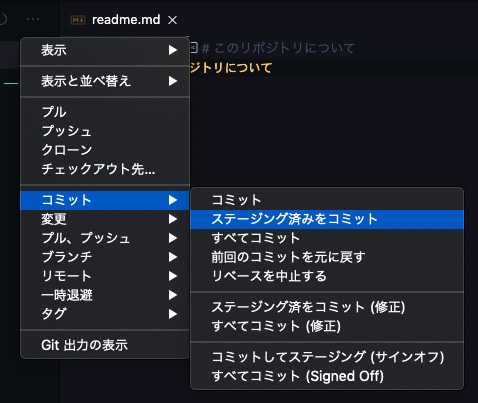 readme.md
# このリポジトリについて
ジトリについて
表示
表示と並べ替え
プル
プッシュ
クローン
チェックアウト先...
コミット
変更
プル、プッシュ
ブランチ
リモート
一時退避
タグ
Git 出力の表示
コミット
ステージング済みをコミット
すべてコミット
前回のコミットを元に戻す
リベースを中止する
ステージング済をコミット (修正)
すべてコミット (修正)
コミットしてステージング (サインオフ)
すべてコミット (Signed Off)